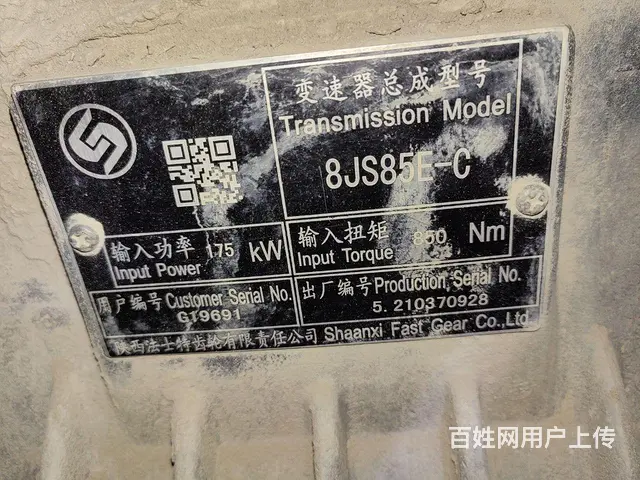 变速器总成型号
Transmission Model
8JS85E-C
输入功率 175 kW
Input Power
输入扭矩 850 Nm
Input Torque
用户编号 Customer Serial No.
GT9691
出厂编号 Production Serial No.
5.210370928
陕西法士特齿轮有限责任公司 Shaanxi Fast Gear Co.,Ltd.
百姓网用户上传